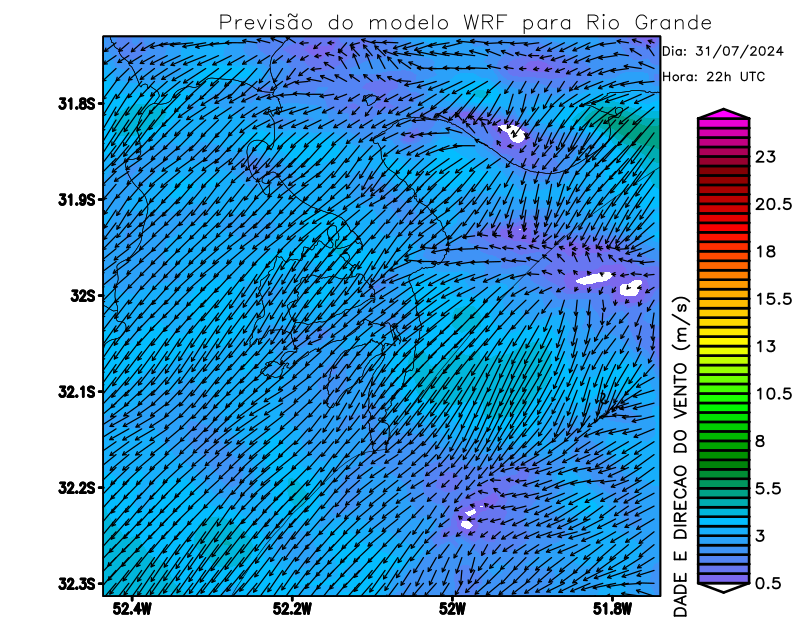 Previsão do modelo WRF para Rio Grande
Dia: 31/07/2024
Hora: 22h UTC
31.8S
31.9S
32S
32.1S
32.2S
32.3S
52.4W
52.2W
52W
51.8W
23
20.5
18
15.5
13
10.5
8
5.5
3
0.5
DADE E DIRECAO DO VENTO (m/s)